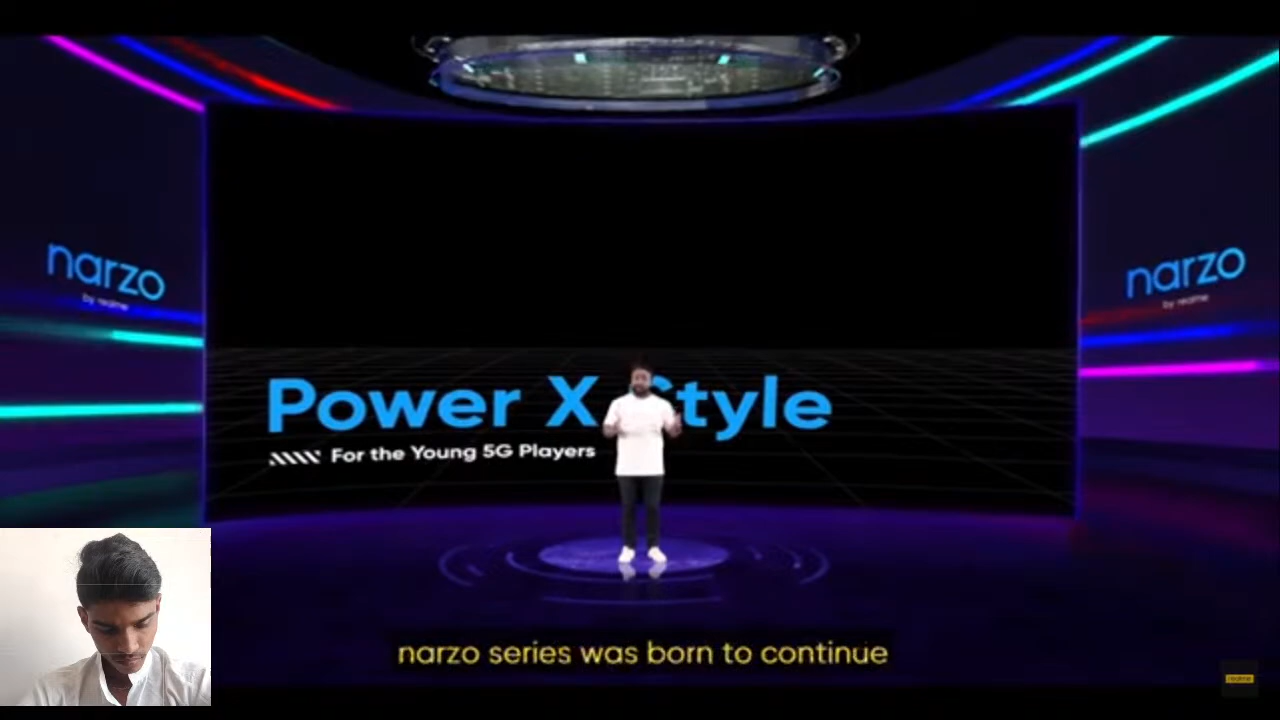 narzo
by realme
narzo
by realme
Power X Style
For the Young 5G Players
narzo series was born to continue
realme